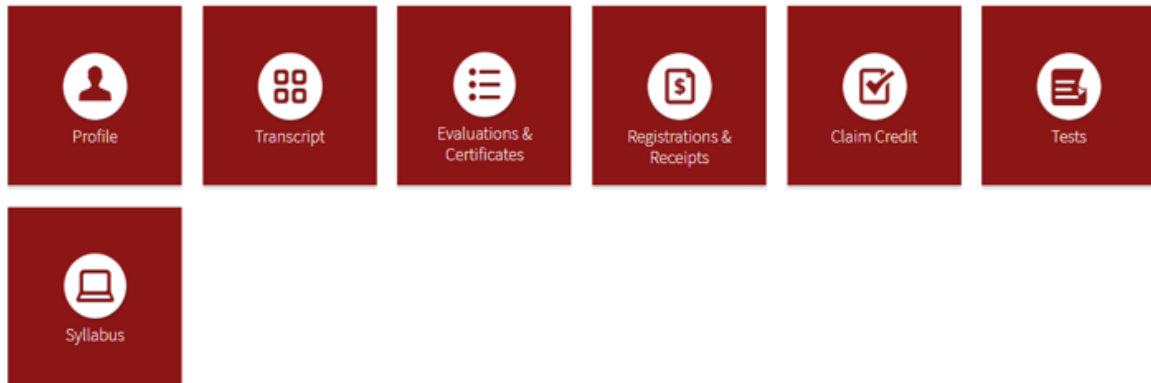 Profile
Transcript
Evaluations &
Certificates
Registrations &
Receipts
Claim Credit
Tests
Syllabus